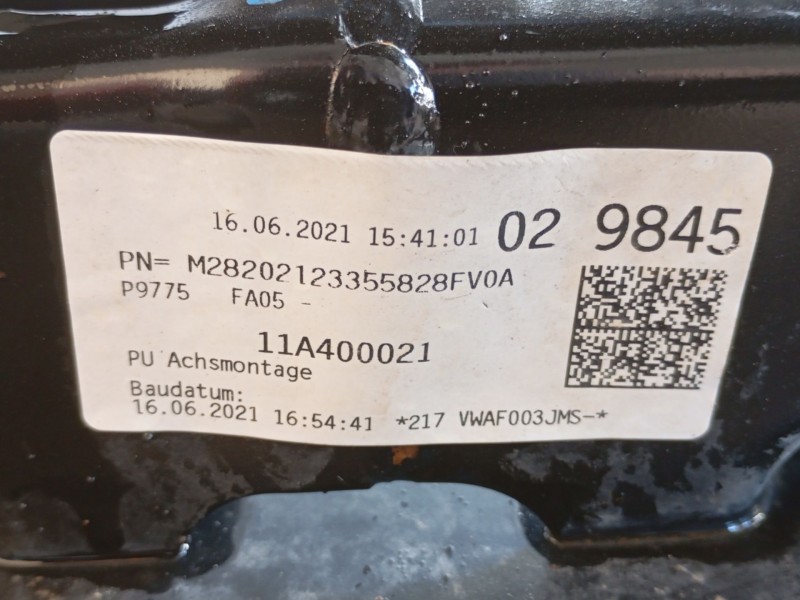 16.06.2021 15:41:01 02 9845
PN= M28202123355828FV0A
P9775 FA05 -
11A400021
PU Achsmontage
Baudatum:
16.06.2021 16:54:41 *217 VWAF003JMS-*